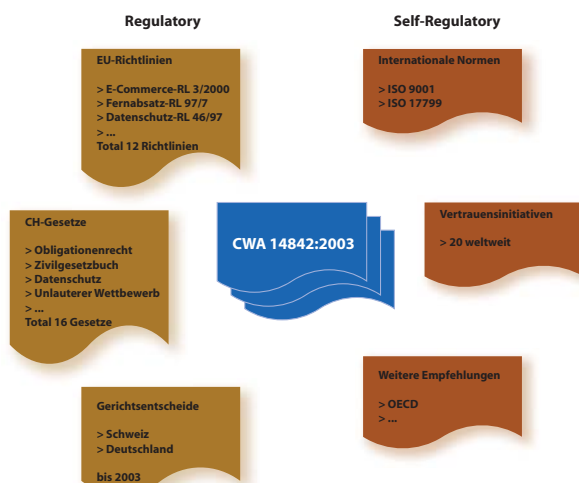 Regulatory
EU-Richtlinien
> E-Commerce-RL 3/2000
> Fernabsatz-RL 97/7
> Datenschutz-RL 46/97
> ...
Total 12 Richtlinien
CH-Gesetze
> Obligationenrecht
> Zivilgesetzbuch
> Datenschutz
> Unlauterer Wettbewerb
> ...
Total 16 Gesetze
Gerichtsentscheide
> Schweiz
> Deutschland
bis 2003
CWA 14842:2003
Self-Regulatory
Internationale Normen
> ISO 9001
> ISO 17799
Vertrauensinitiativen
> 20 weltweit
Weitere Empfehlungen
> OECD
> ...